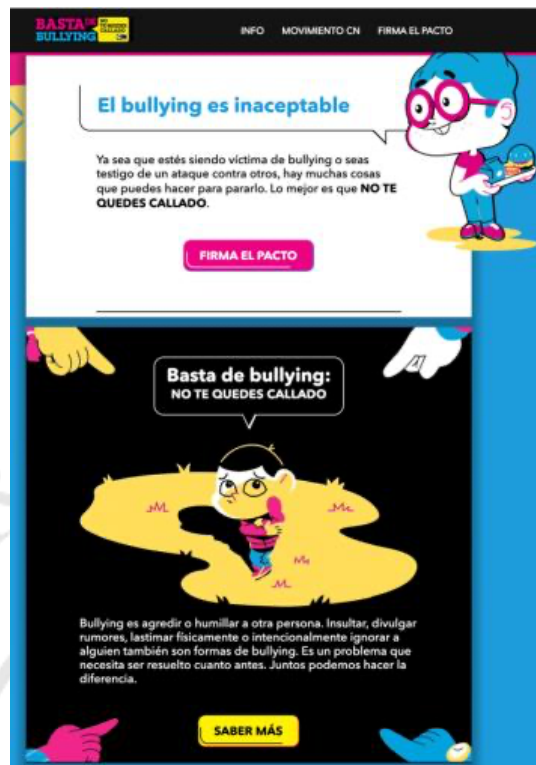 BASTA DE
BULLYING
NO
TE QUEDES
CALLADO
INFO MOVIMIENTO CN FIRMA EL PACTO
El bullying es inaceptable
Ya sea que estés siendo víctima de bullying o seas
testigo de un ataque contra otros, hay muchas cosas
que puedes hacer para pararlo. Lo mejor es que NO TE
QUEDES CALLADO.
FIRMA EL PACTO
Basta de bullying:
NO TE QUEDES CALLADO
Bullying es agredir o humillar a otra persona. Insultar, divulgar
rumores, lastimar físicamente o intencionalmente ignorar a
alguien también son formas de bullying. Es un problema que
necesita ser resuelto cuanto antes. Juntos podemos hacer la
diferencia.
SABER MÁS